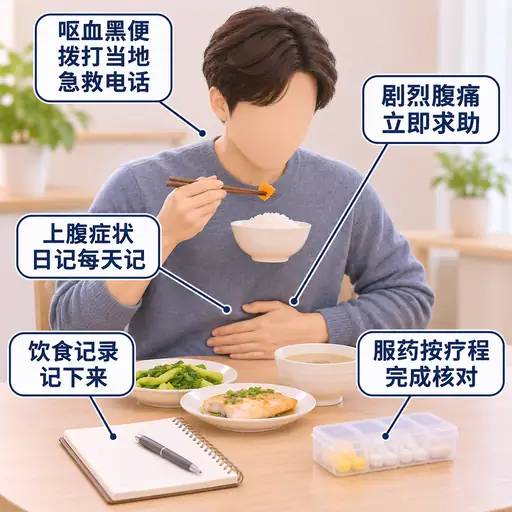 呕血黑便
拨打当地
急救电话
剧烈腹痛
立即求助
上腹症状
日记每天记
饮食记录
记下来
服药按疗程
完成核对